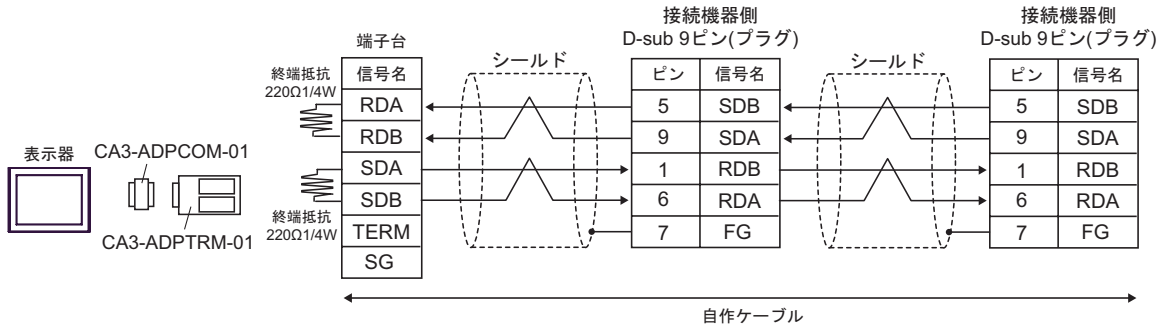 接続機器側
D-sub 9ピン(プラグ)
接続機器側
D-sub 9ピン(プラグ)
端子台
シールド
シールド
終端抵抗
220Ω1/4W
信号名
RDA
RDB
SDA
SDB
TERM
SG
ピン 信号名
5 SDB
9 SDA
1 RDB
6 RDA
7 FG
ピン 信号名
5 SDB
9 SDA
1 RDB
6 RDA
7 FG
表示器
CA3-ADPCOM-01
CA3-ADPTRM-01
終端抵抗
220Ω1/4W
自作ケーブル